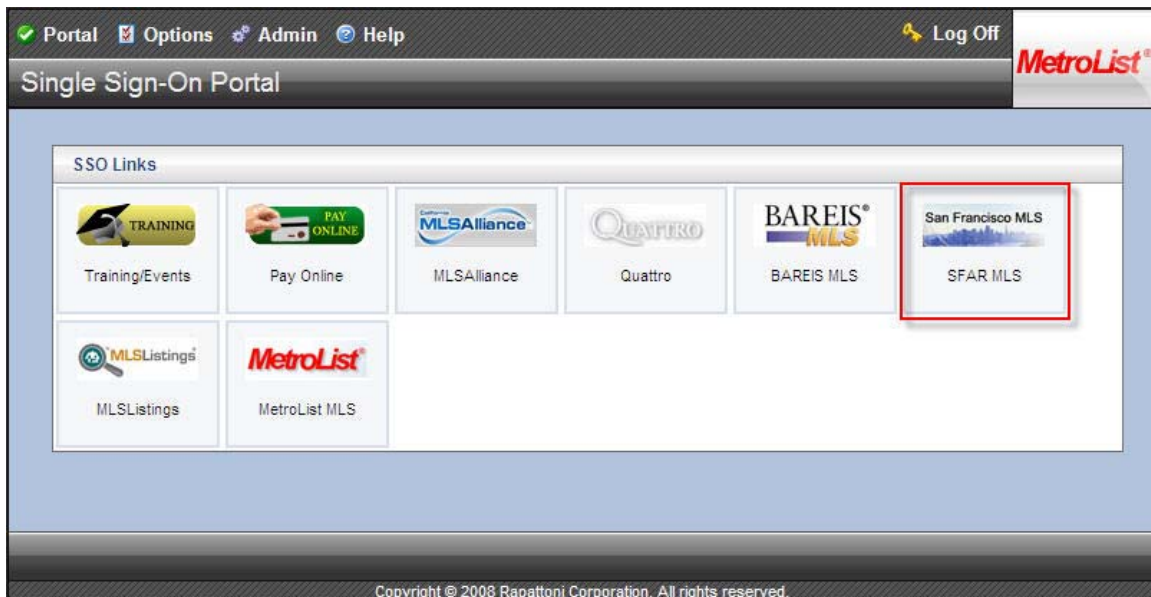 Portal Options Admin Help Log Off
MetroList®
Single Sign-On Portal
SSO Links
TRAINING
PAY ONLINE
California
MLSAlliance
QUATTRO
BAREIS®
MLS
San Francisco MLS
Training/Events Pay Online MLSAlliance Quattro BAREIS MLS SFAR MLS
MLSListings
MetroList®
MLSListings MetroList MLS
Copyright © 2008 Rapattoni Corporation. All rights reserved.